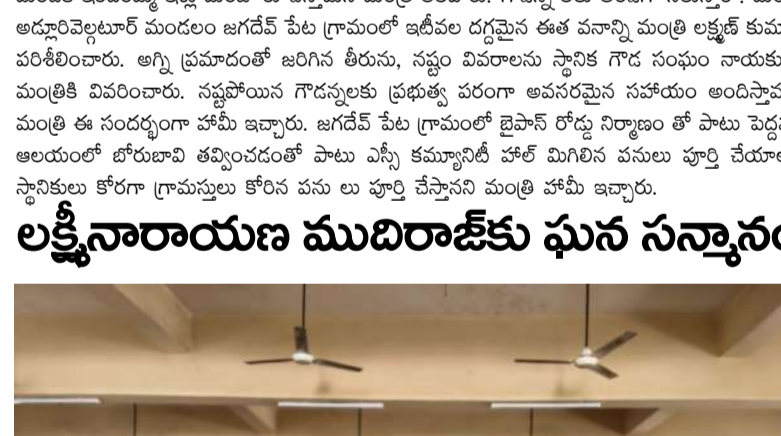 అడ్లూరివెల్గటూర్ మండలం జగదేవ్ పేట గ్రామంలో ఇటీవల దగ్ధమైన ఈత వనాన్ని మంత్రి లక్ష్మణ్
పరిశీలించారు. అగ్ని ప్రమాదంతో జరిగిన తీరును, నష్టం వివరాలను స్థానిక గౌడ సంఘం
మంత్రికి వివరించారు. నష్టపోయిన గౌడన్నలకు ప్రభుత్వ పరంగా అవసరమైన సహాయం
మంత్రి ఈ సందర్భంగా హామీ ఇచ్చారు. జగదేవ్ పేట గ్రామంలో బైపాస్ రోడ్డు నిర్మాణం తో పాటు
ఆలయంలో బోరుబావి తవ్వించడంతో పాటు ఎస్సీ కమ్యూనిటీ హాల్ మిగిలిన పనులు పూర్తి
స్థానికులు కోరగా గ్రామస్తులు కోరిన పను లు పూర్తి చేస్తానని మంత్రి హామీ ఇచ్చారు.
లక్ష్మీనారాయణ ముదిరాజ్‌కు ఘన సన్మానం